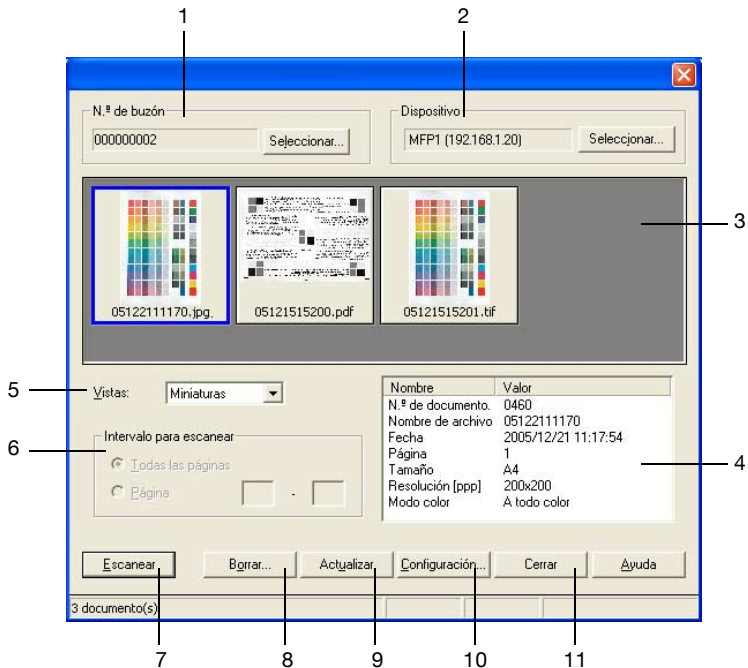 1 2
N.º de buzón
000000002 Seleccionar...
Dispositivo
MFP1 (192.168.1.20) Seleccionar...
3
05122111170.jpg.
05121515200.pdf
05121515201.tif
5
Vistas: Miniaturas
6
Intervalo para escanear
Todas las páginas
Página -
Nombre Valor
N.º de documento. 0460
Nombre de archivo 05122111170
Fecha 2005/12/21 11:17:54
Página 1
Tamaño A4
Resolución [ppp] 200x200
Modo color A todo color
4
Escanear Borrar... Actualizar Configuración... Cerrar Ayuda
3 documento(s)
7 8 9 10 11